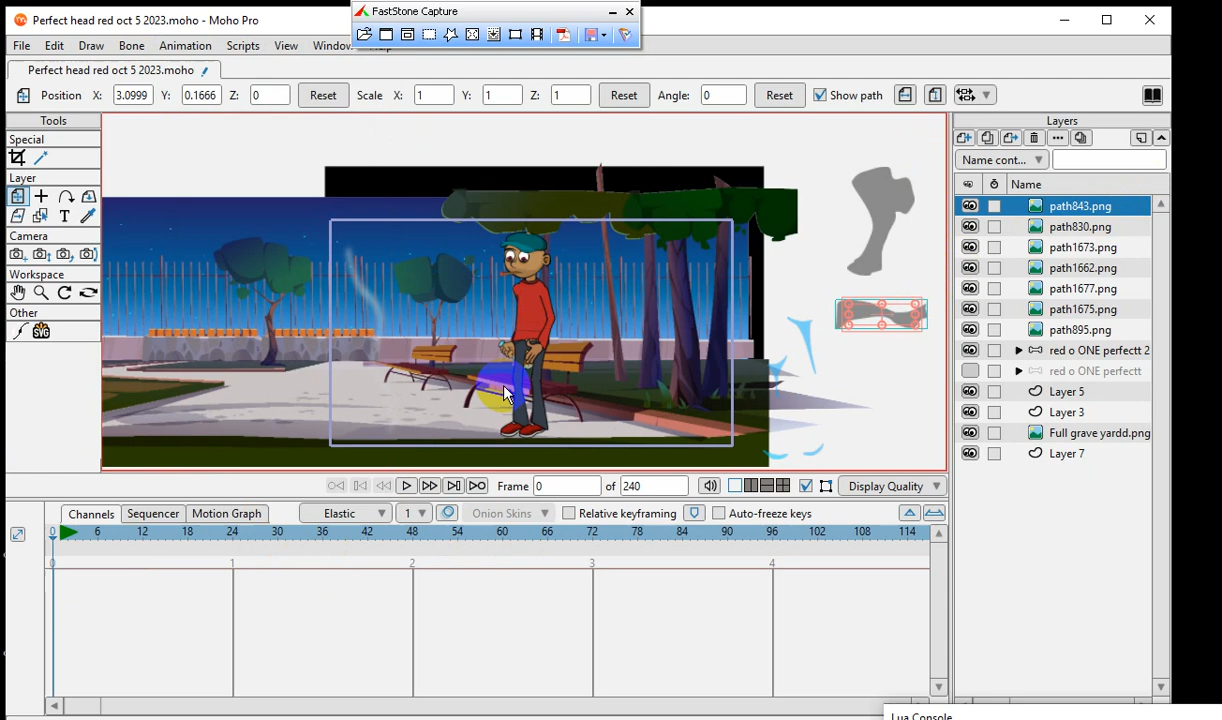 Perfect head red oct 5 2023.moho - Moho Pro
FastStone Capture
File Edit Draw Bone Animation Scripts View Window Help
Perfect head red oct 5 2023.moho
Position X: 3.0999 Y: 0.1666 Z: 0 Reset Scale X: 1 Y: 1 Z: 1 Reset Angle: 0 Reset Show path
Tools
Layers
Special
Name cont...
Layer
Name
path843.png
T
path830.png
Camera
path1673.png
path1662.png
Workspace
path1677.png
path1675.png
Other
path895.png
SVG
red o ONE perfectt 2
red o ONE perfectt
Layer 5
Layer 3
Full grave yardd.png
Layer 7
Frame 0 of 240 Display Quality
Channels Sequencer Motion Graph Elastic 1 Onion Skins Relative keyframing Auto-freeze keys
0 6 12 18 24 30 36 42 48 54 60 66 72 78 84 90 96 102 108 114
0 1 2 3 4
Lua Console